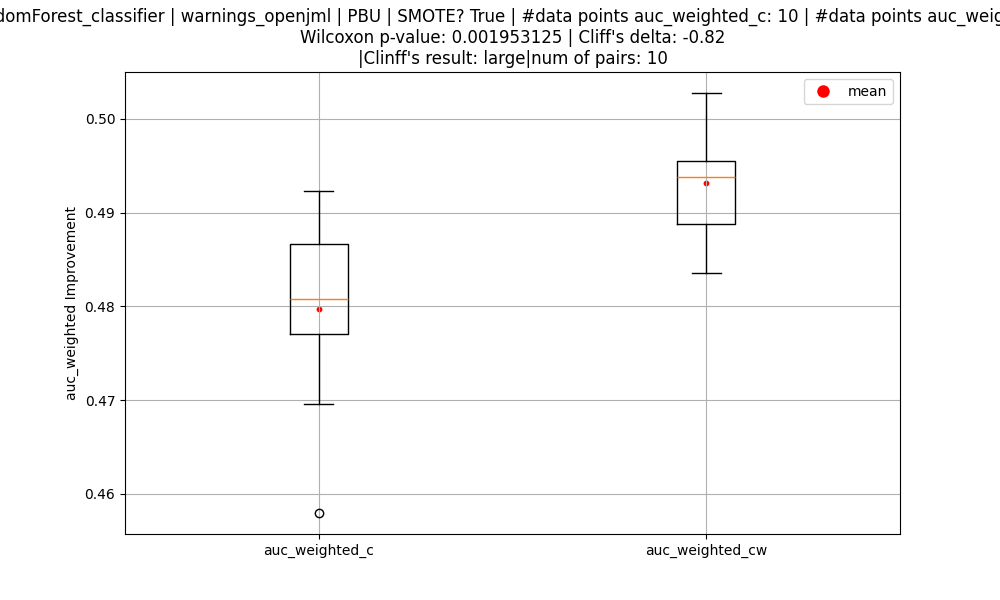 domForest_classifier | warnings_openjml | PBU | SMOTE? True | #data points auc_weighted_c: 10 | #data points auc_weig
Wilcoxon p-value: 0.001953125 | Cliff's delta: -0.82
|Clinff's result: large|num of pairs: 10
mean
0.50
0.49
0.48
0.47
0.46
auc_weighted Improvement
auc_weighted_c
auc_weighted_cw